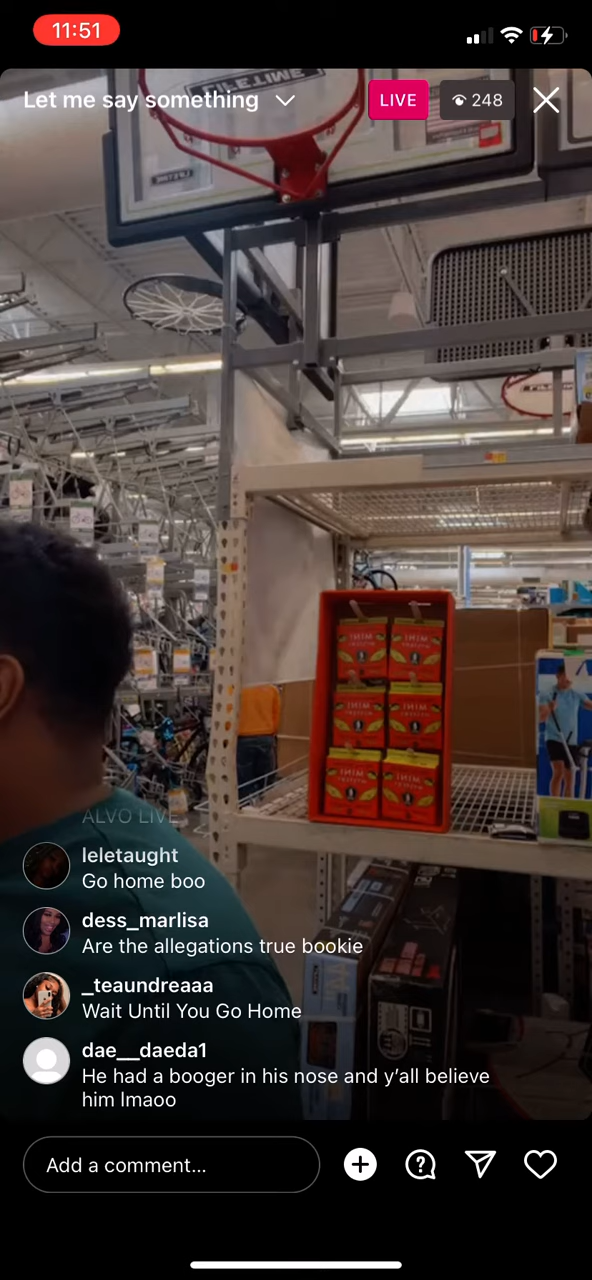 11:51
LIFETIME
Let me say something
LIVE
248
ALVO LIVE
leletaught
Go home boo
dess_marlisa
Are the allegations true bookie
_teaundreaaa
Wait Until You Go Home
dae__daeda1
He had a booger in his nose and y'all believe
him lmaoo
Add a comment...